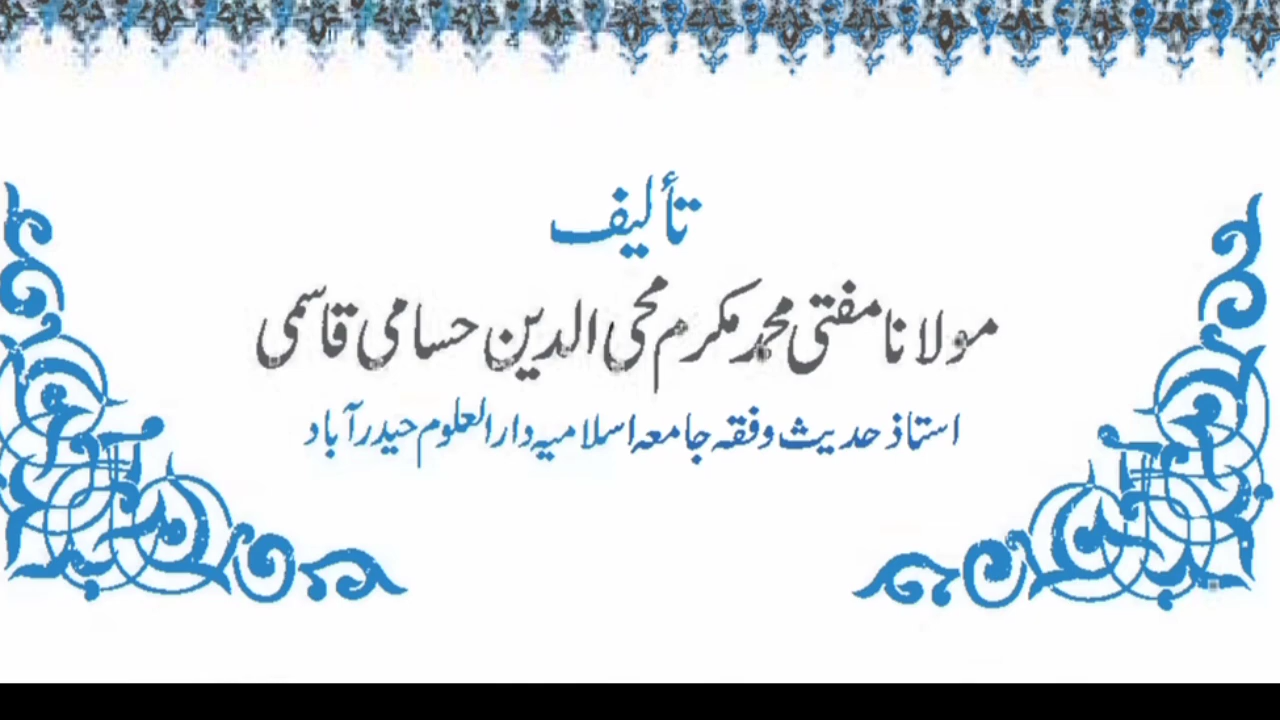 تألیف
مولانا مفتی محمد مکرم محی الدین حسامی قاسمی
استاذ حدیث وفقہ جامعہ اسلامیہ دارالعلوم حیدرآباد